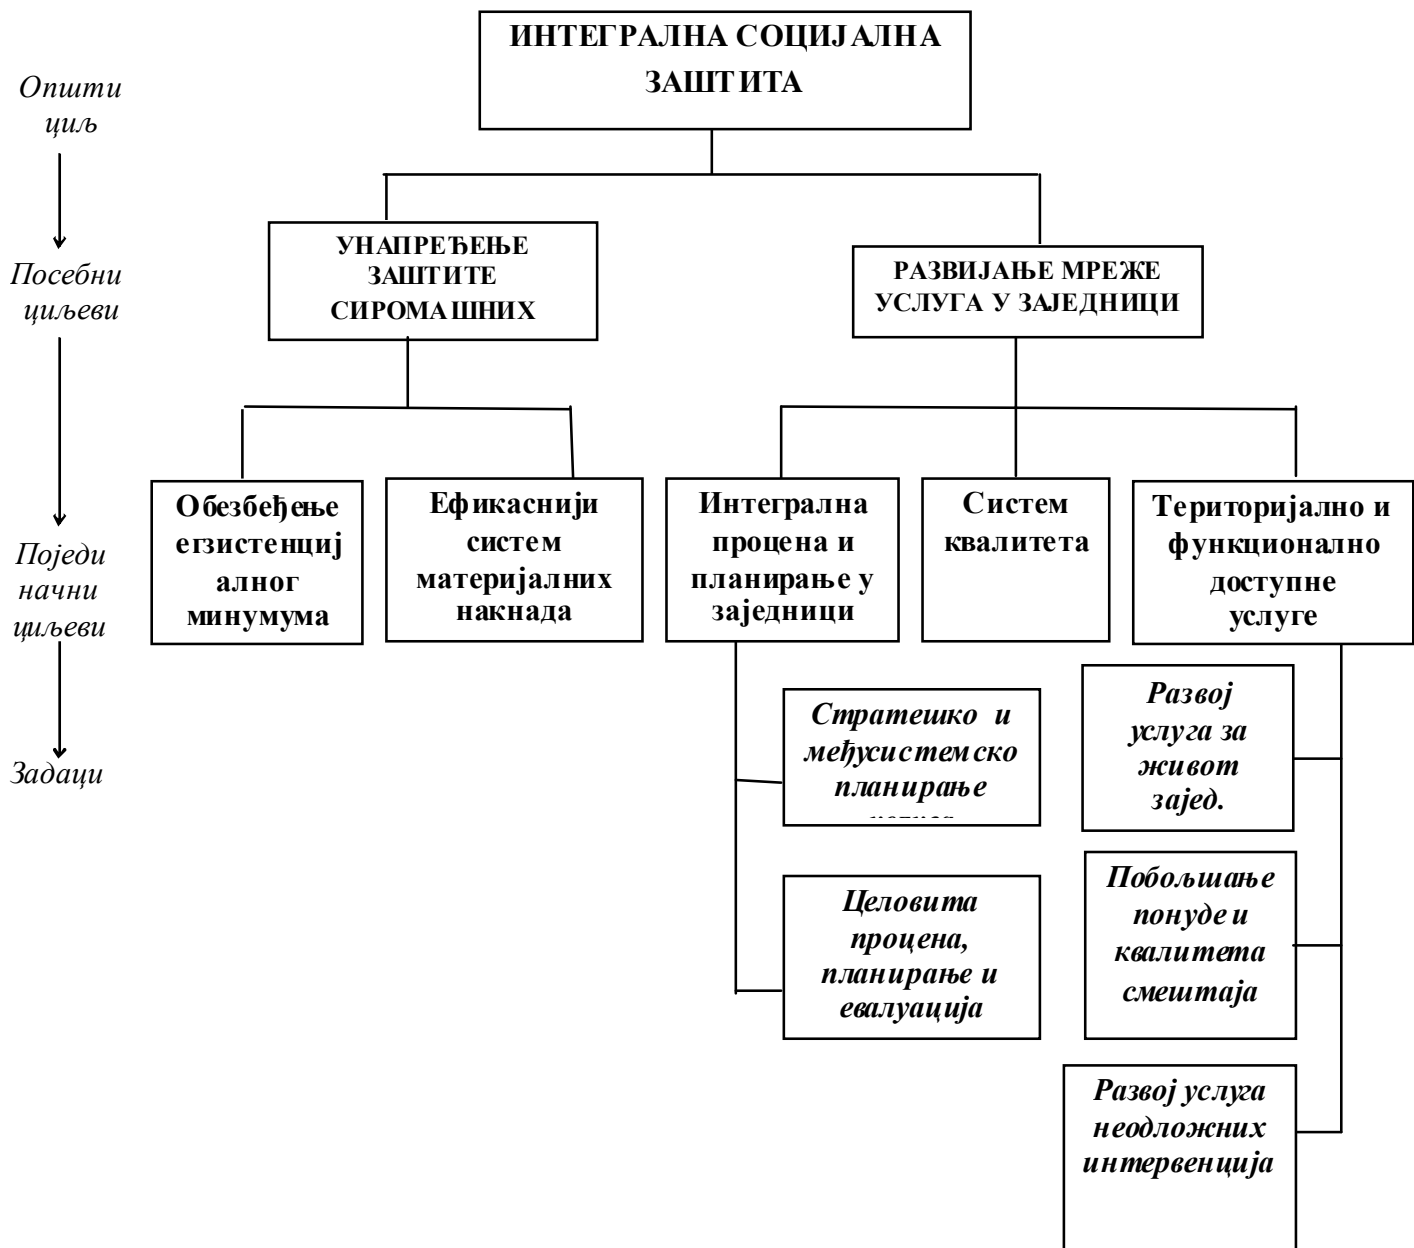 ИНТЕГРАЛНА СОЦИЈАЛНА
ЗАШТИТА
Општи
циљ
УНАПРЕЂЕЊЕ
ЗАШТИТЕ
СИРОМАШНИХ
РАЗВИЈАЊЕ МРЕЖЕ
УСЛУГА У ЗАЈЕДНИЦИ
Посебни
циљеви
Обезбеђење
егзистенциј
алног
минумума
Ефикаснији
систем
материјалних
накнада
Интегрална
процена и
планирање у
заједници
Систем
квалитета
Територијално и
функционално
доступне
услуге
Поједи
начни
циљеви
Стратешко и
међусистемско
планирање
Развој
услуга за
живот
зајед.
Задаци
Целовита
процена,
планирање и
евалуација
Побољшање
понуде и
квалитета
смештаја
Развој услуга
неодложних
интервенција